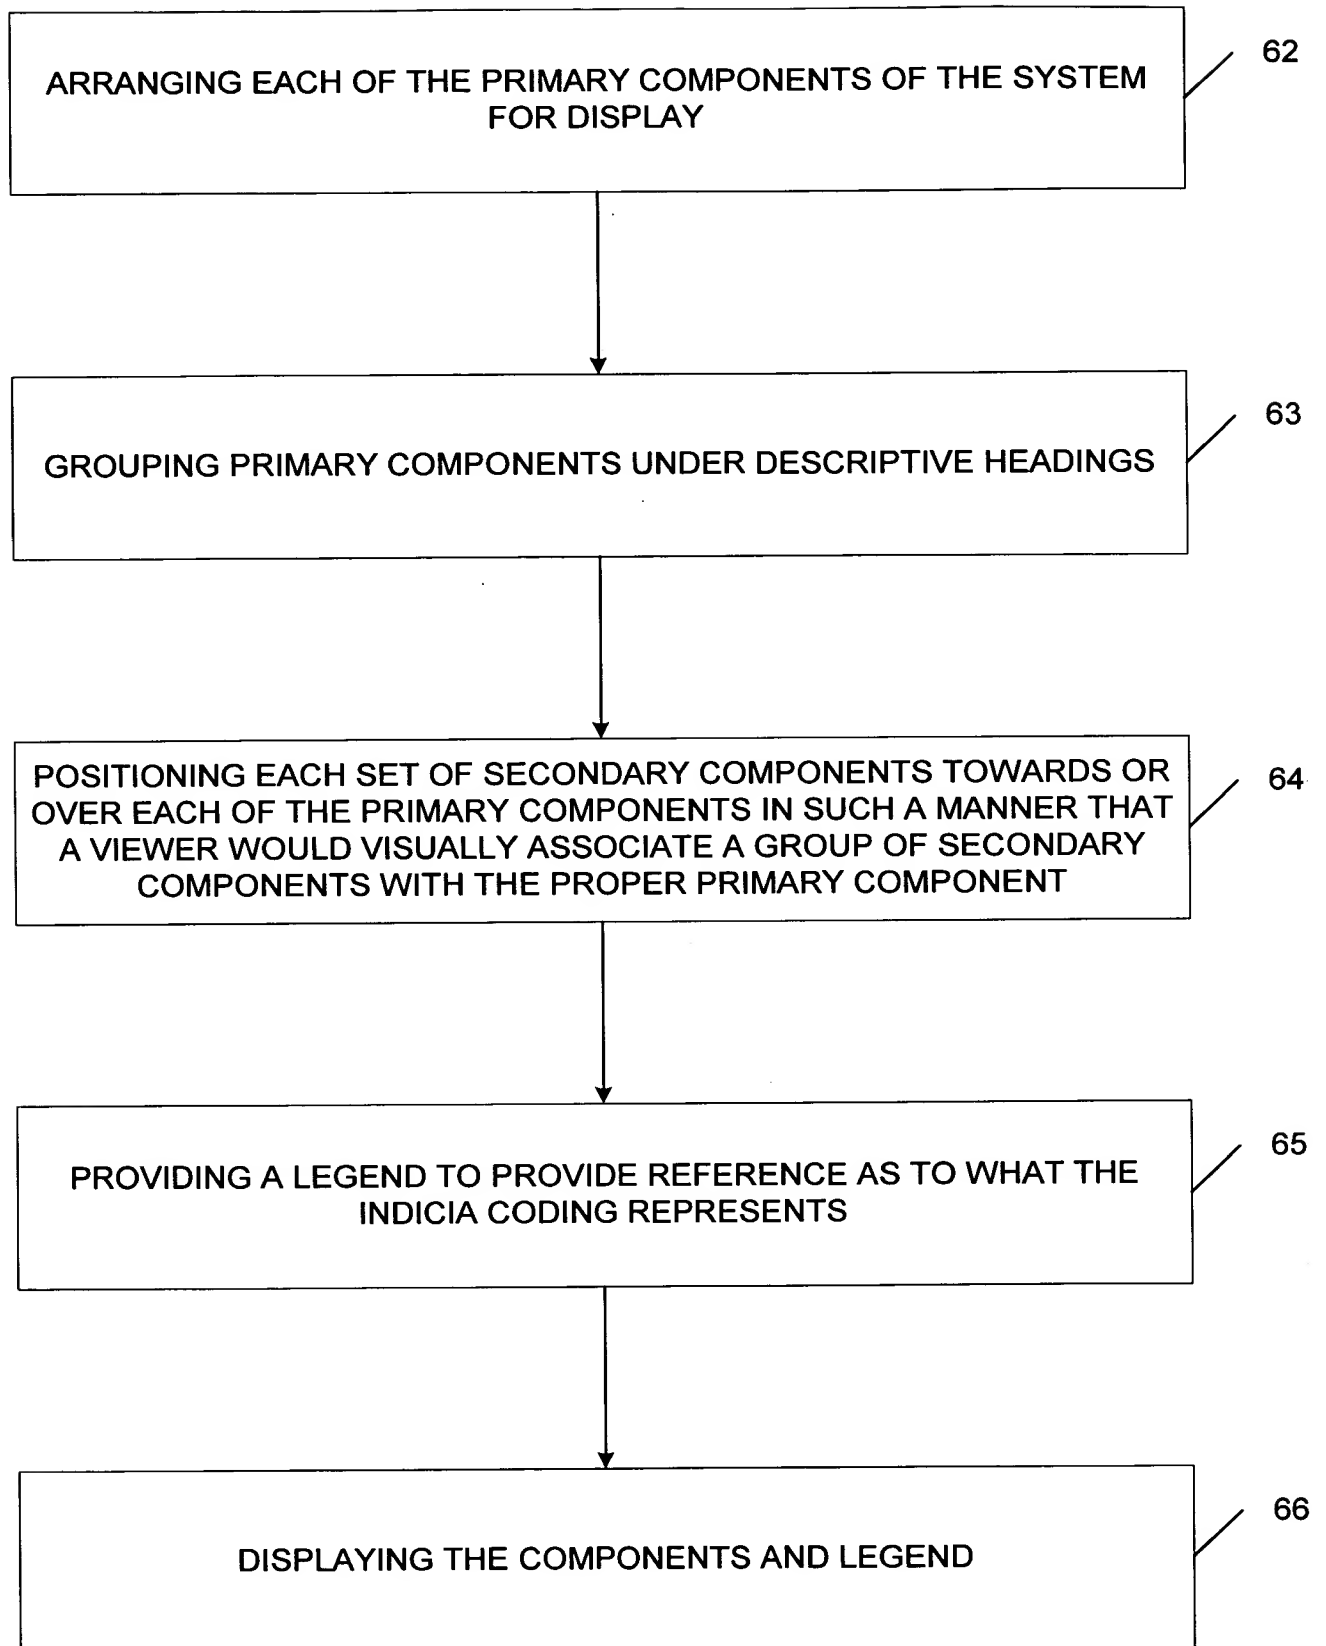 62
ARRANGING EACH OF THE PRIMARY COMPONENTS OF THE SYSTEM
FOR DISPLAY
63
GROUPING PRIMARY COMPONENTS UNDER DESCRIPTIVE HEADINGS
64
POSITIONING EACH SET OF SECONDARY COMPONENTS TOWARDS OR
OVER EACH OF THE PRIMARY COMPONENTS IN SUCH A MANNER THAT
A VIEWER WOULD VISUALLY ASSOCIATE A GROUP OF SECONDARY
COMPONENTS WITH THE PROPER PRIMARY COMPONENT
65
PROVIDING A LEGEND TO PROVIDE REFERENCE AS TO WHAT THE
INDICIA CODING REPRESENTS
66
DISPLAYING THE COMPONENTS AND LEGEND